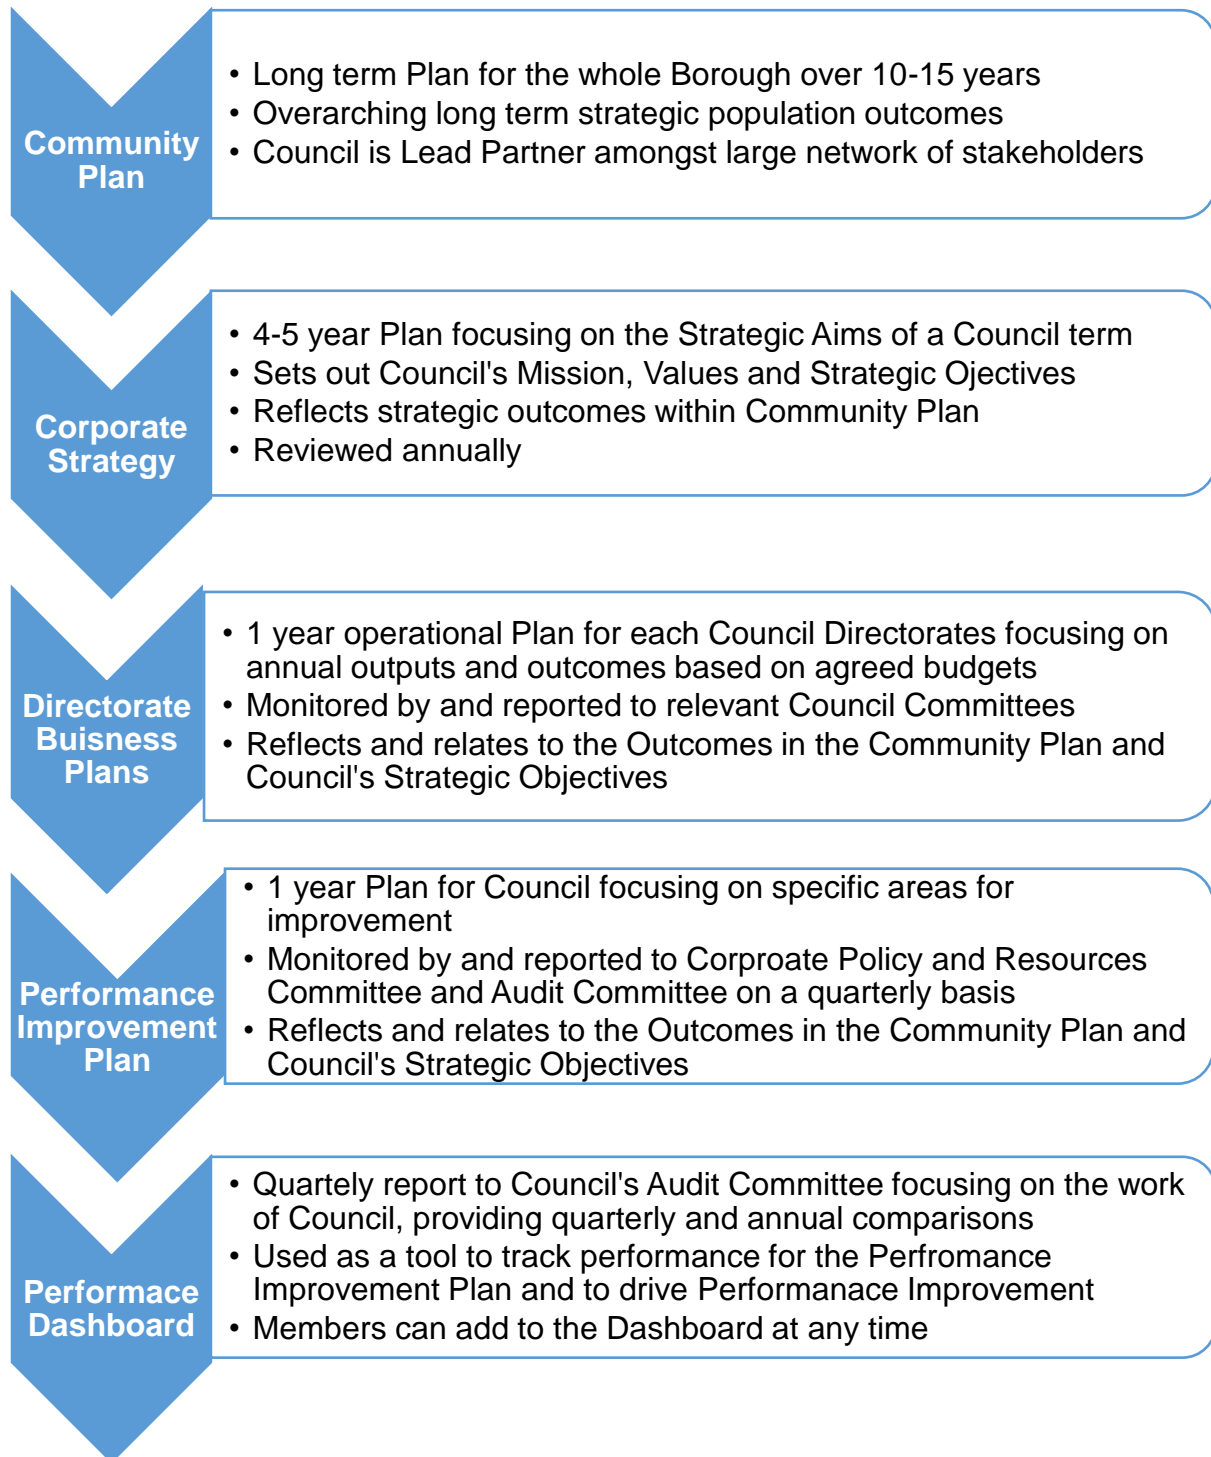 Community
Plan
• Long term Plan for the whole Borough over 10-15 years
• Overarching long term strategic population outcomes
• Council is Lead Partner amongst large network of stakeholders
Corporate
Strategy
• 4-5 year Plan focusing on the Strategic Aims of a Council term
• Sets out Council's Mission, Values and Strategic Ojectives
• Reflects strategic outcomes within Community Plan
• Reviewed annually
Directorate
Buisness
Plans
• 1 year operational Plan for each Council Directorates focusing on
annual outputs and outcomes based on agreed budgets
• Monitored by and reported to relevant Council Committees
• Reflects and relates to the Outcomes in the Community Plan and
Council's Strategic Objectives
Performance
Improvement
Plan
• 1 year Plan for Council focusing on specific areas for
improvement
• Monitored by and reported to Corproate Policy and Resources
Committee and Audit Committee on a quarterly basis
• Reflects and relates to the Outcomes in the Community Plan and
Council's Strategic Objectives
Performace
Dashboard
• Quartely report to Council's Audit Committee focusing on the work
of Council, providing quarterly and annual comparisons
• Used as a tool to track performance for the Perfromance
Improvement Plan and to drive Performanace Improvement
• Members can add to the Dashboard at any time